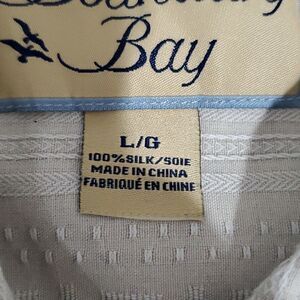 Bay
L/G
100%SILK/SOIE
MADE IN CHINA
FABRIQUÉ EN CHINE